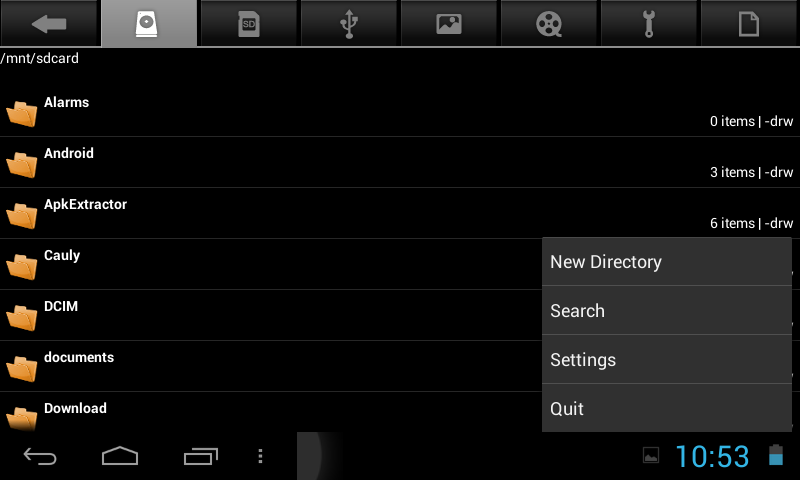 SD
/mnt/sdcard
Alarms
0 items | -drw
Android
3 items | -drw
ApkExtractor
6 items | -drw
Cauly
DCIM
documents
Download
New Directory
Search
Settings
Quit
10:53